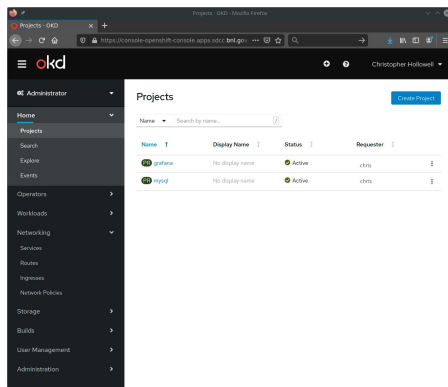 Projects - OKD - Mozilla Firefox
Projects - OKD
https://console-openshift-console.apps.sdcc.bnl.gov
okd
Christopher Hollowell
Administrator
Home
Projects
Search
Explore
Events
Operators
Workloads
Networking
Services
Routes
Ingresses
Network Policies
Storage
Builds
User Management
Administration
Projects
Create Project
Name
Search by name...
/
Name
Display Name
Status
Requester
PR grafana
No display name
Active
chris
PR mysql
No display name
Active
chris